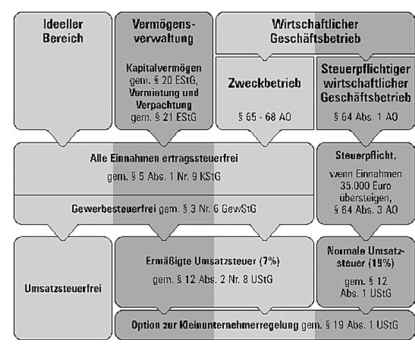 Ideeller
Bereich
Vermögens-
verwaltung
Kapitalvermögen
gem. § 20 EStG,
Vermietung und
Verpachtung
gem. § 21 EStG
Wirtschaftlicher
Geschäftsbetrieb
Zweckbetrieb
§ 65 - 68 AO
Steuerpflichtiger
wirtschaftlicher
Geschäftsbetrieb
§ 64 Abs. 1 AO
Alle Einnahmen ertragssteuerfrei
gem. § 5 Abs. 1 Nr. 9 KStG
Gewerbesteuerfrei gem. § 3 Nr. 6 GewStG
Steuerpflicht,
wenn Einnahmen
35.000 Euro
übersteigen,
§ 64 Abs. 3 AO
Umsatzsteuerfrei
Ermäßigte Umsatzsteuer (7%)
gem. § 12 Abs. 2 Nr. 8 UStG
Normale Umsatz-
steuer (19%)
gem. § 12
Abs. 1 UStG
Option zur Kleinunternehmerregelung gem. § 19 Abs. 1 UStG